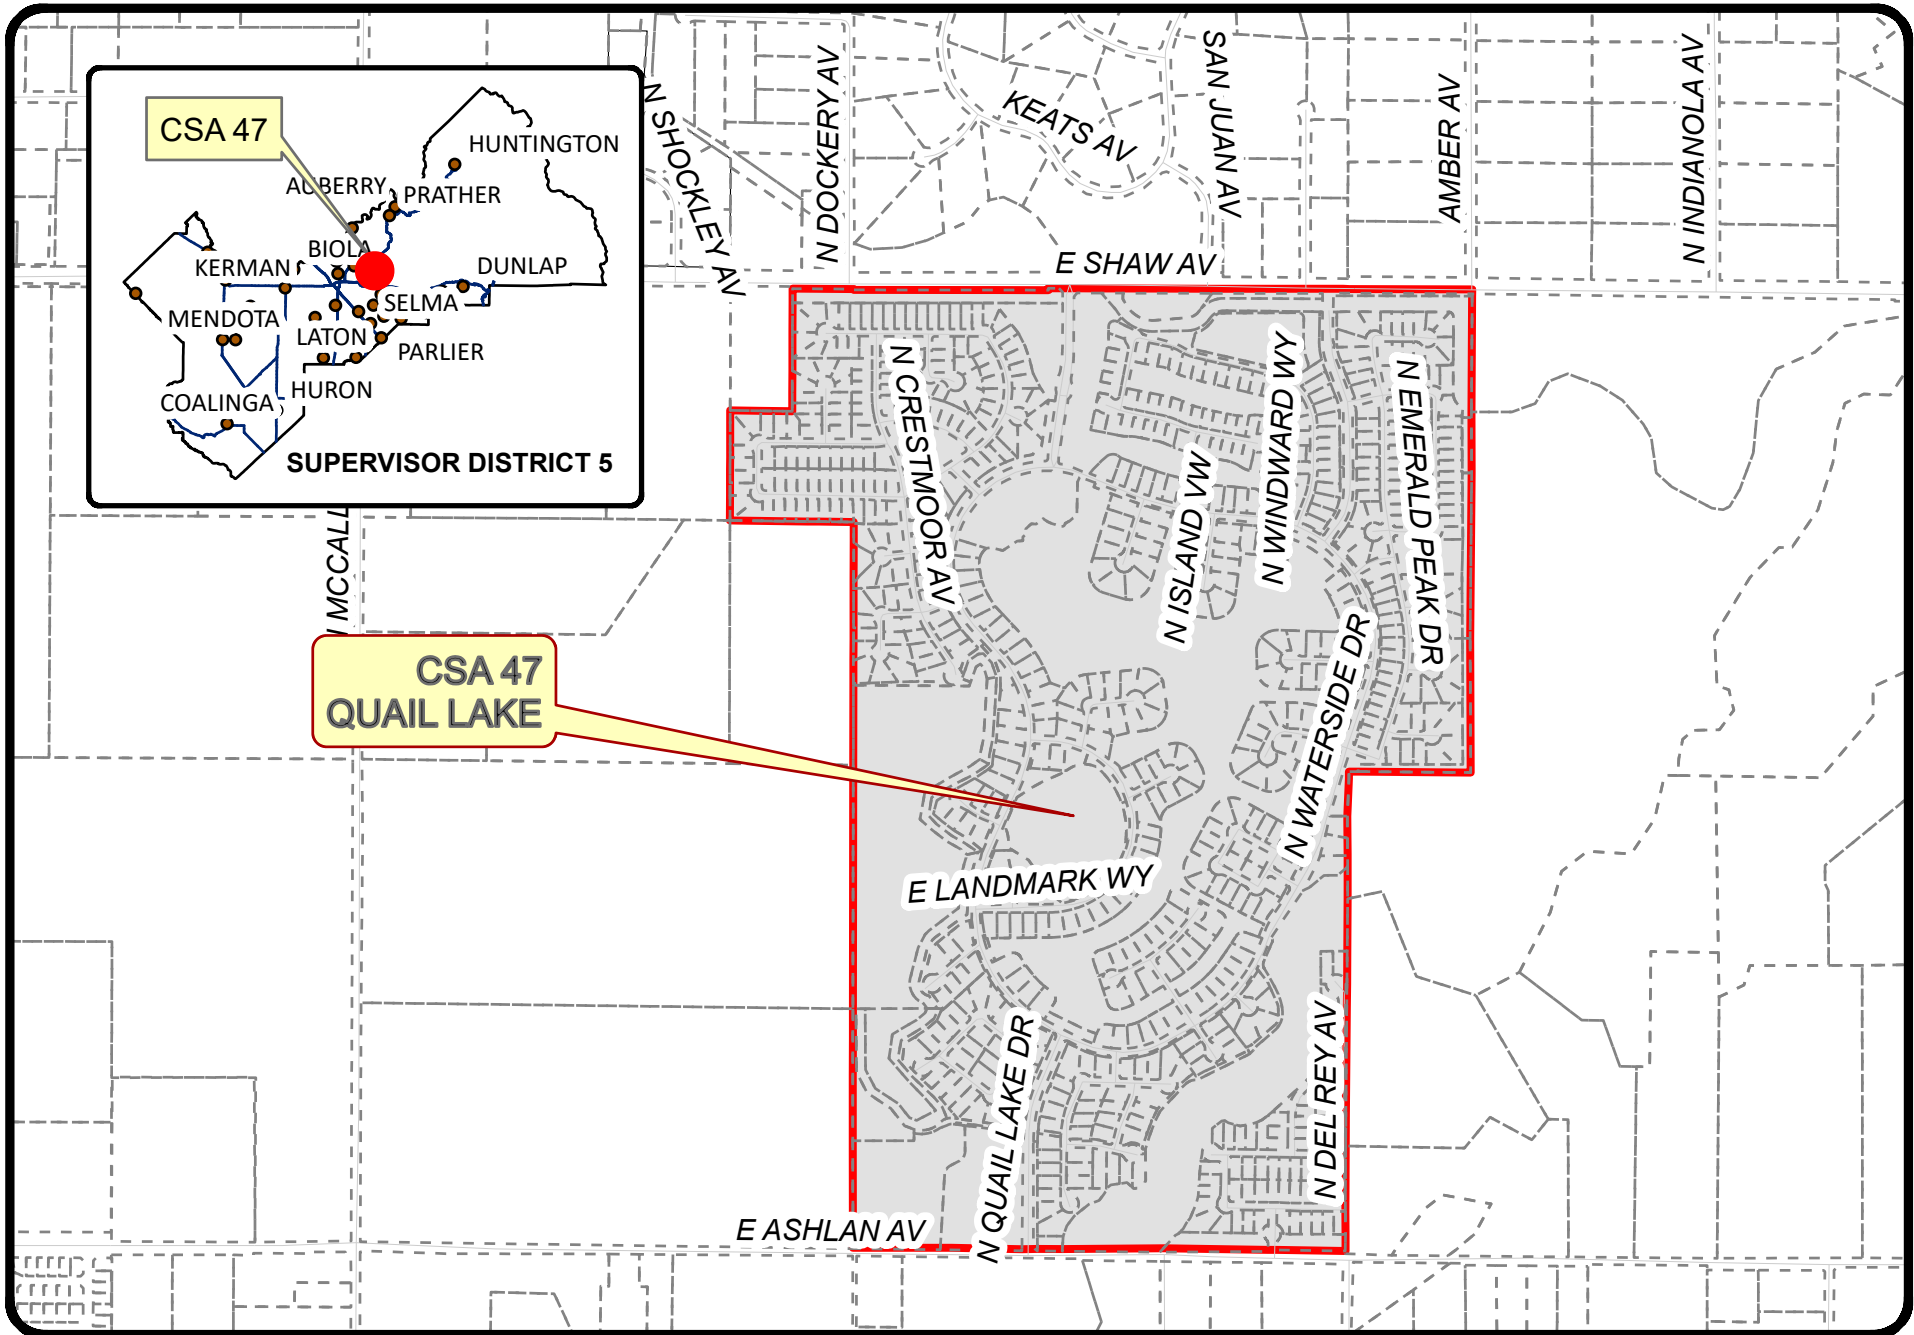 CSA 47
HUNTINGTON
AUBERRY
PRATHER
BIOLA
KERMAN
DUNLAP
SELMA
MENDOTA
LATON
PARLIER
HURON
COALINGA
SUPERVISOR DISTRICT 5
N SHOCKLEY AV
N DOCKERY AV
KEATS AV
SAN JUAN AV
AMBER AV
N INDIANOLA AV
E SHAW AV
N CRESTMOOR AV
N ISLAND VW
N WINDWARD WY
N EMERALD PEAK DR
N MCCALL
CSA 47
QUAIL LAKE
N WATERSIDE DR
E LANDMARK WY
N QUAIL LAKE DR
N DEL REY AV
E ASHLAN AV